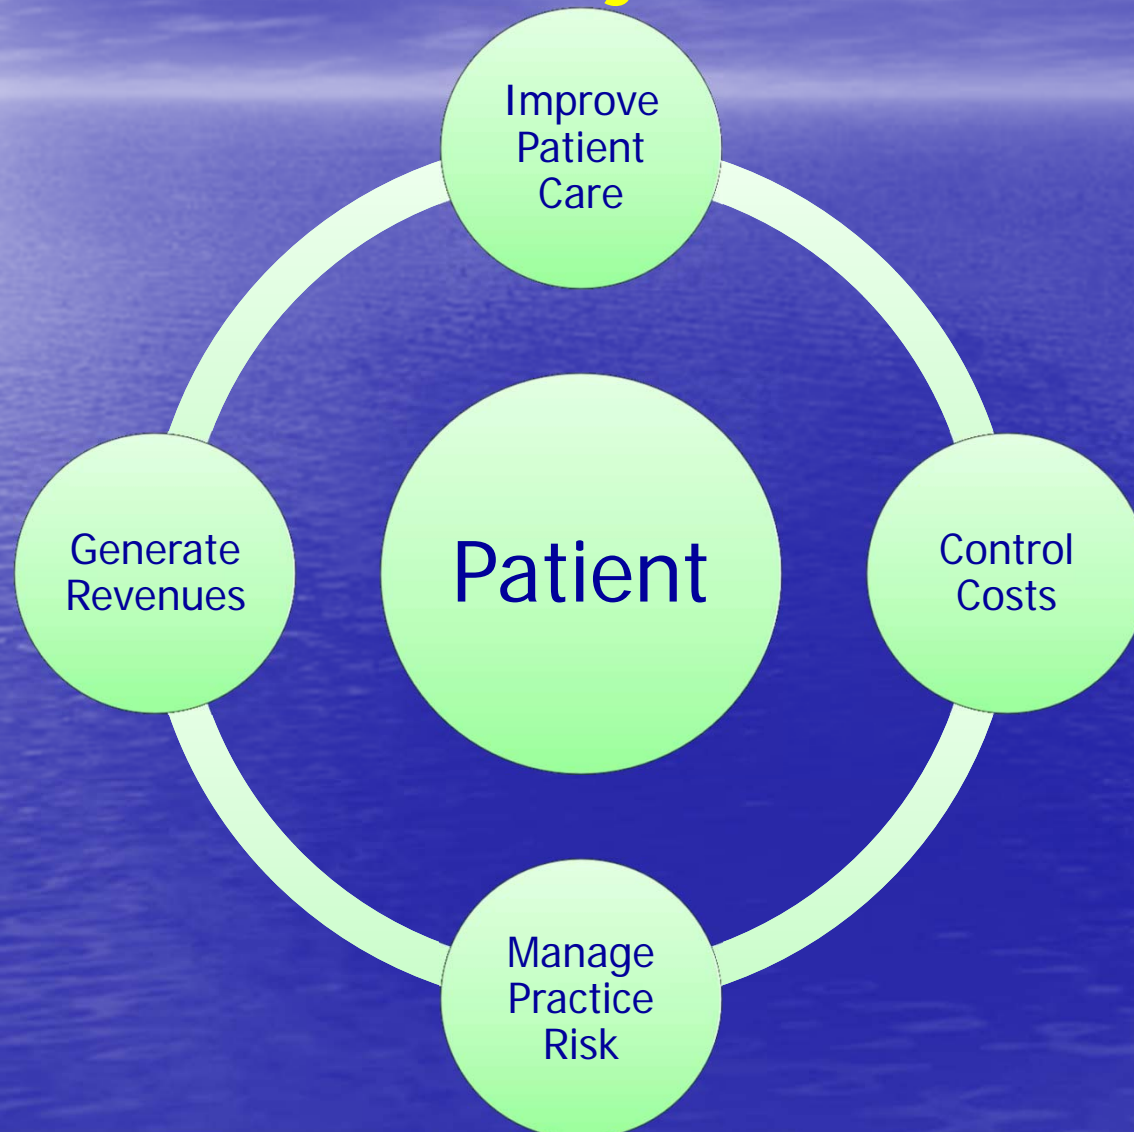 Improve
Patient
Care
Generate
Revenues
Patient
Control
Costs
Manage
Practice
Risk